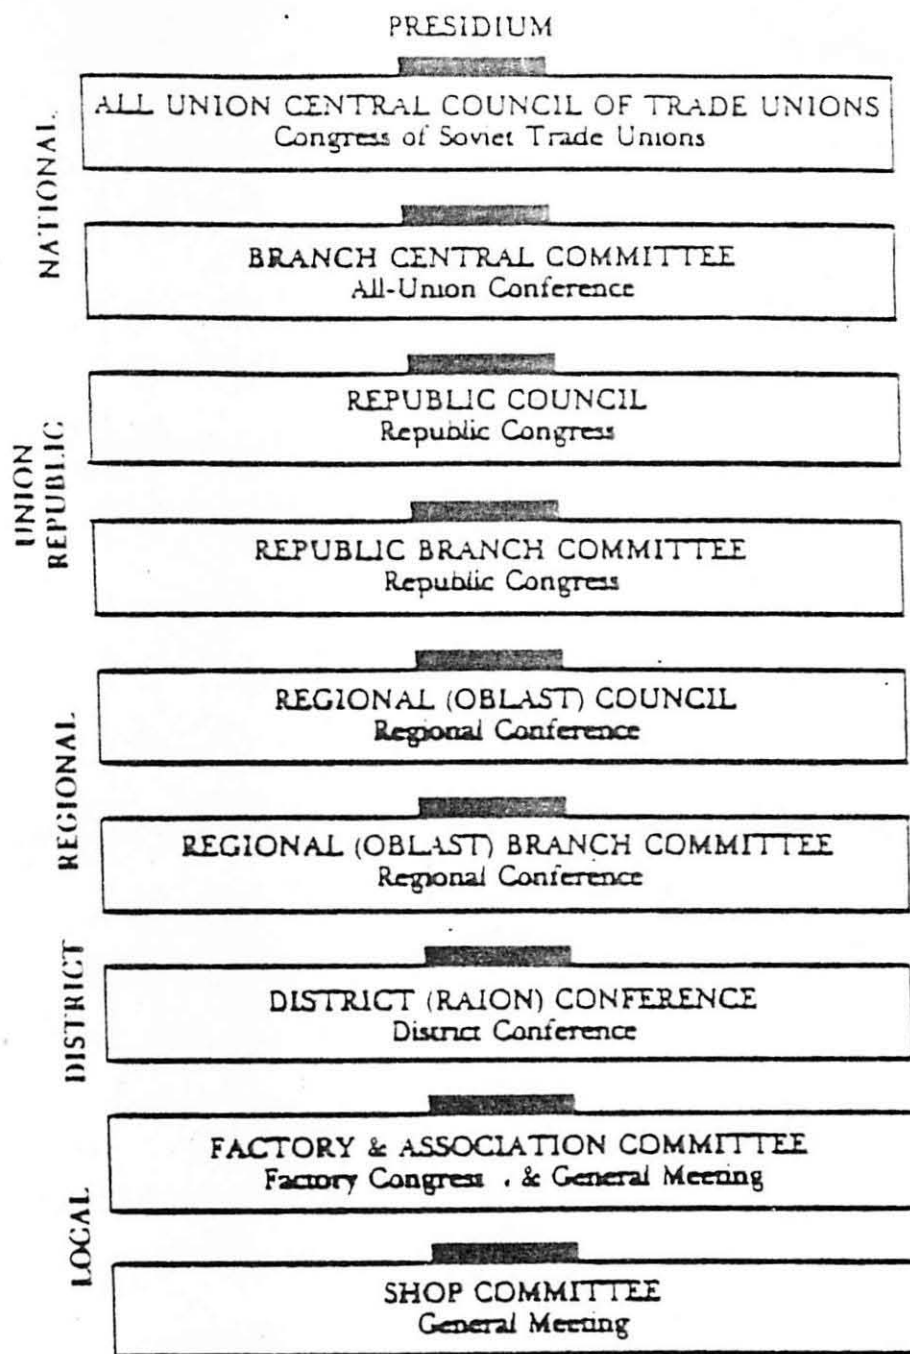 PRESIDIUM
NATIONAL
ALL UNION CENTRAL COUNCIL OF TRADE UNIONS
Congress of Soviet Trade Unions
BRANCH CENTRAL COMMITTEE
All-Union Conference
UNION
REPUBLIC
REPUBLIC COUNCIL
Republic Congress
REPUBLIC BRANCH COMMITTEE
Republic Congress
REGIONAL
REGIONAL (OBLAST) COUNCIL
Regional Conference
REGIONAL (OBLAST) BRANCH COMMITTEE
Regional Conference
DISTRICT
DISTRICT (RAION) CONFERENCE
District Conference
LOCAL
FACTORY & ASSOCIATION COMMITTEE
Factory Congress . & General Meeting
SHOP COMMITTEE
General Meeting